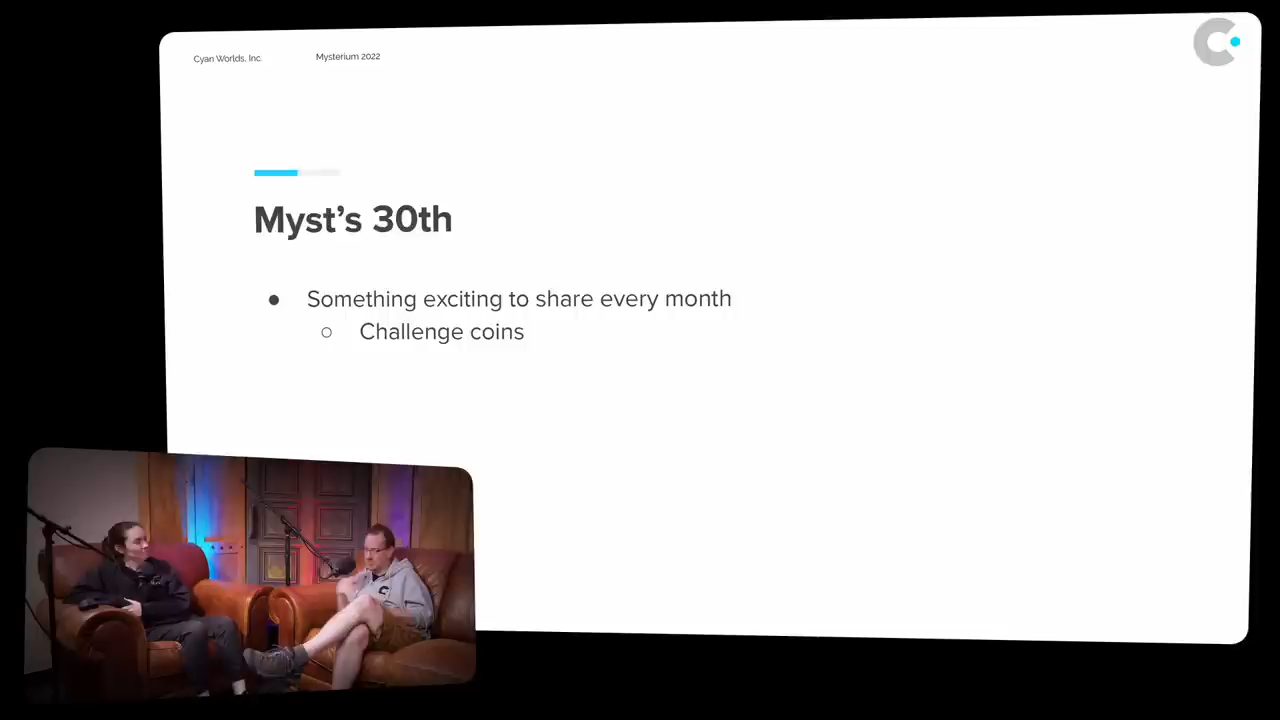 Cyan Worlds, Inc. Mysterium 2022
Myst's 30th
● Something exciting to share every month
○ Challenge coins